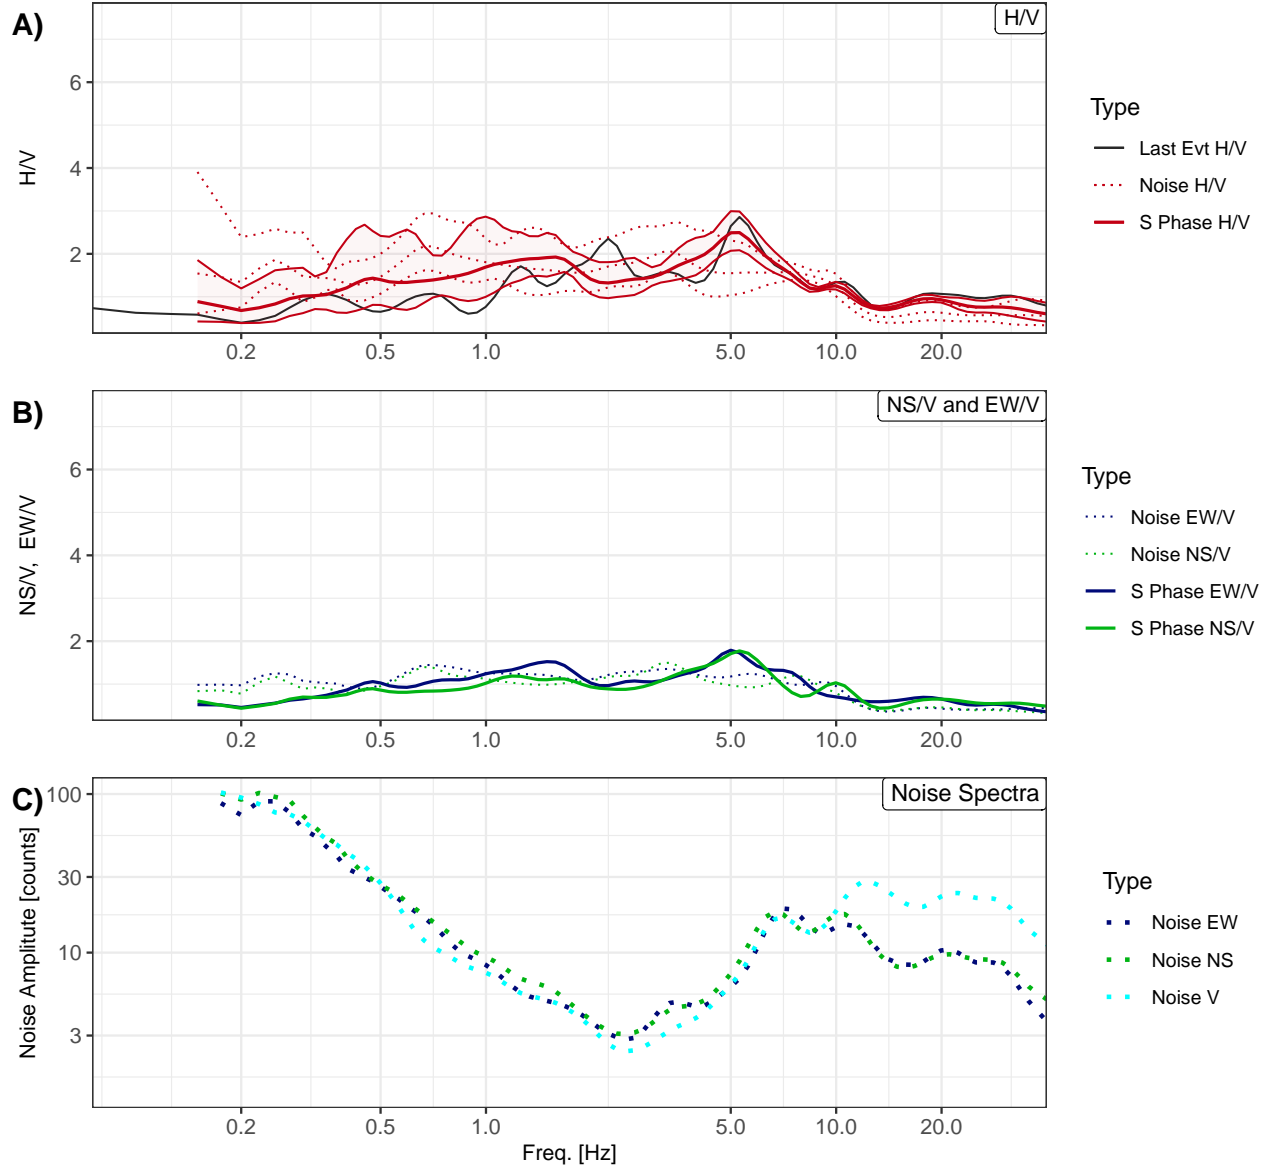 A)
H/V
6
4
2
H/V
0.2 0.5 1.0 5.0 10.0 20.0
Type
Last Evt H/V
Noise H/V
S Phase H/V
B)
NS/V and EW/V
6
4
2
NS/V,  EW/V
0.2 0.5 1.0 5.0 10.0 20.0
Type
Noise EW/V
Noise NS/V
S Phase EW/V
S Phase NS/V
C)
Noise Spectra
100
30
10
3
Noise Amplitute [counts]
0.2 0.5 1.0 5.0 10.0 20.0
Freq. [Hz]
Type
Noise EW
Noise NS
Noise V